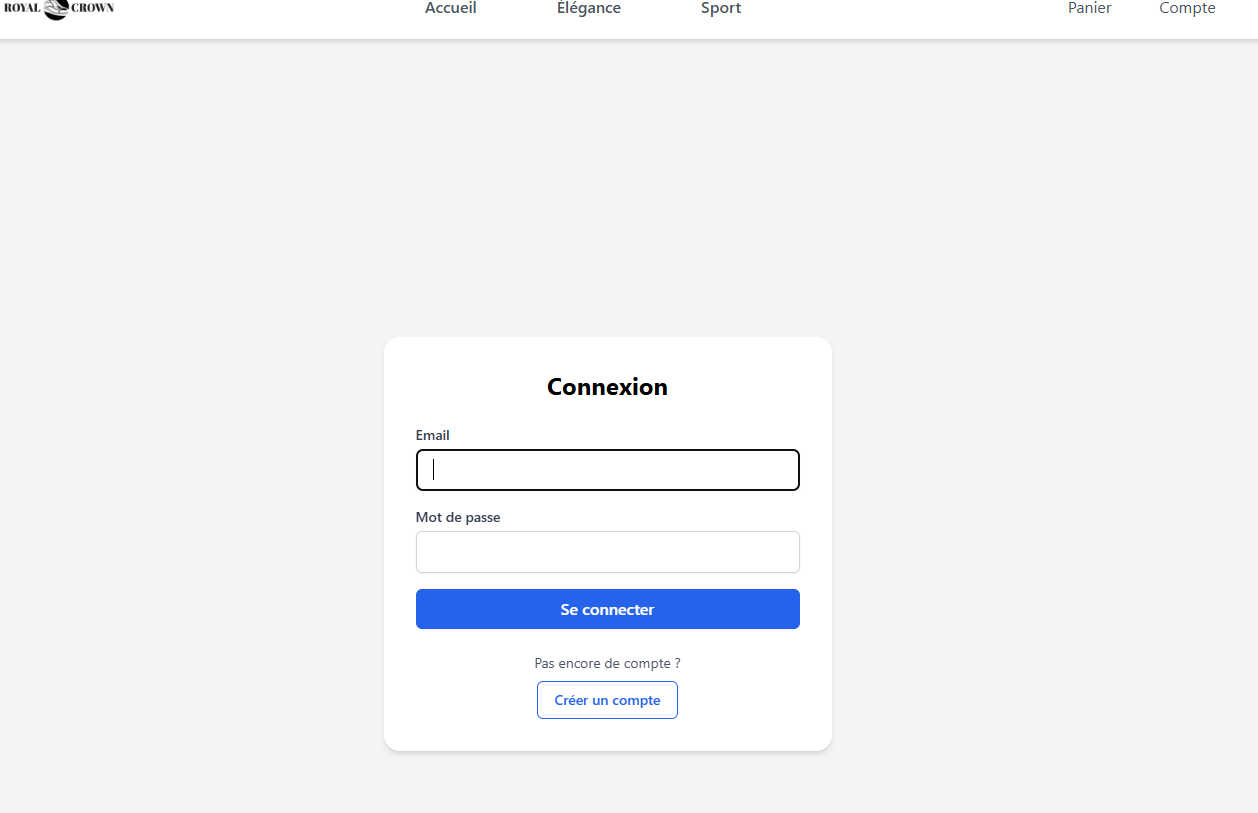 ROYAL CROWN
Accueil Élégance Sport Panier Compte
Connexion
Email
Mot de passe
Se connecter
Pas encore de compte ?
Créer un compte